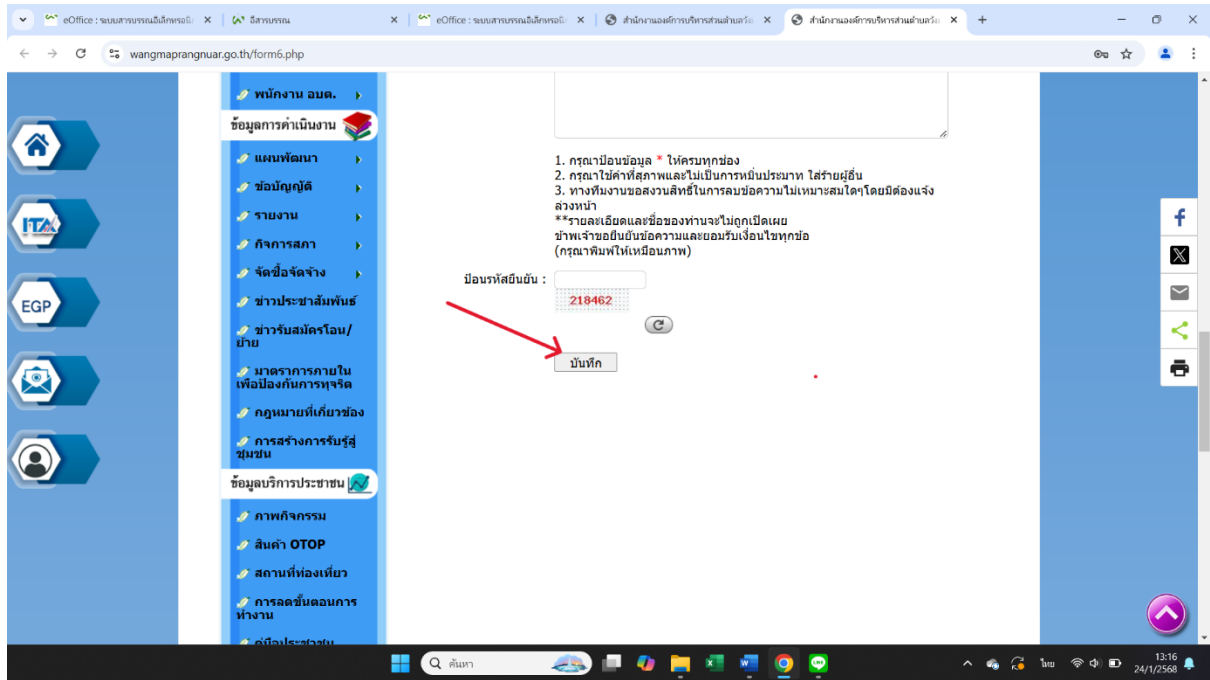 eOffice : ระบบสารบรรณอิเล็กทรอนิ
อีสารบรรณ
eOffice : ระบบสารบรรณอิเล็กทรอนิ
สำนักงานองค์การบริหารส่วนตำบลวัง
สำนักงานองค์การบริหารส่วนตำบลวัง
wangmaprangnuar.go.th/form6.php
พนักงาน อบต.
ข้อมูลการดำเนินงาน
แผนพัฒนา
ข้อบัญญัติ
รายงาน
กิจการสภา
จัดซื้อจัดจ้าง
ข่าวประชาสัมพันธ์
ข่าวรับสมัครโอน/
ย้าย
มาตราการภายใน
เพื่อป้องกันการทุจริต
กฎหมายที่เกี่ยวข้อง
การสร้างการรับรู้สู่
ชุมชน
ข้อมูลบริการประชาชน
ภาพกิจกรรม
สินค้า OTOP
สถานที่ท่องเที่ยว
การลดขั้นตอนการ
ทำงาน
คู่มือประชาชน
ITA
EGP
1. กรุณาป้อนข้อมูล * ให้ครบทุกช่อง
2. กรุณาใช้คำที่สุภาพและไม่เป็นการหมิ่นประมาท ใส่ร้ายผู้อื่น
3. ทางทีมงานขอสงวนสิทธิ์ในการลบข้อความไม่เหมาะสมใดๆโดยมิต้องแจ้ง
ล่วงหน้า
**รายละเอียดและชื่อของท่านจะไม่ถูกเปิดเผย
ข้าพเจ้าขอยืนยันข้อความและยอมรับเงื่อนไขทุกข้อ
(กรุณาพิมพ์ให้เหมือนภาพ)
ป้อนรหัสยืนยัน :
218462
บันทึก
ค้นหา
ไทย
13:16
24/1/2568